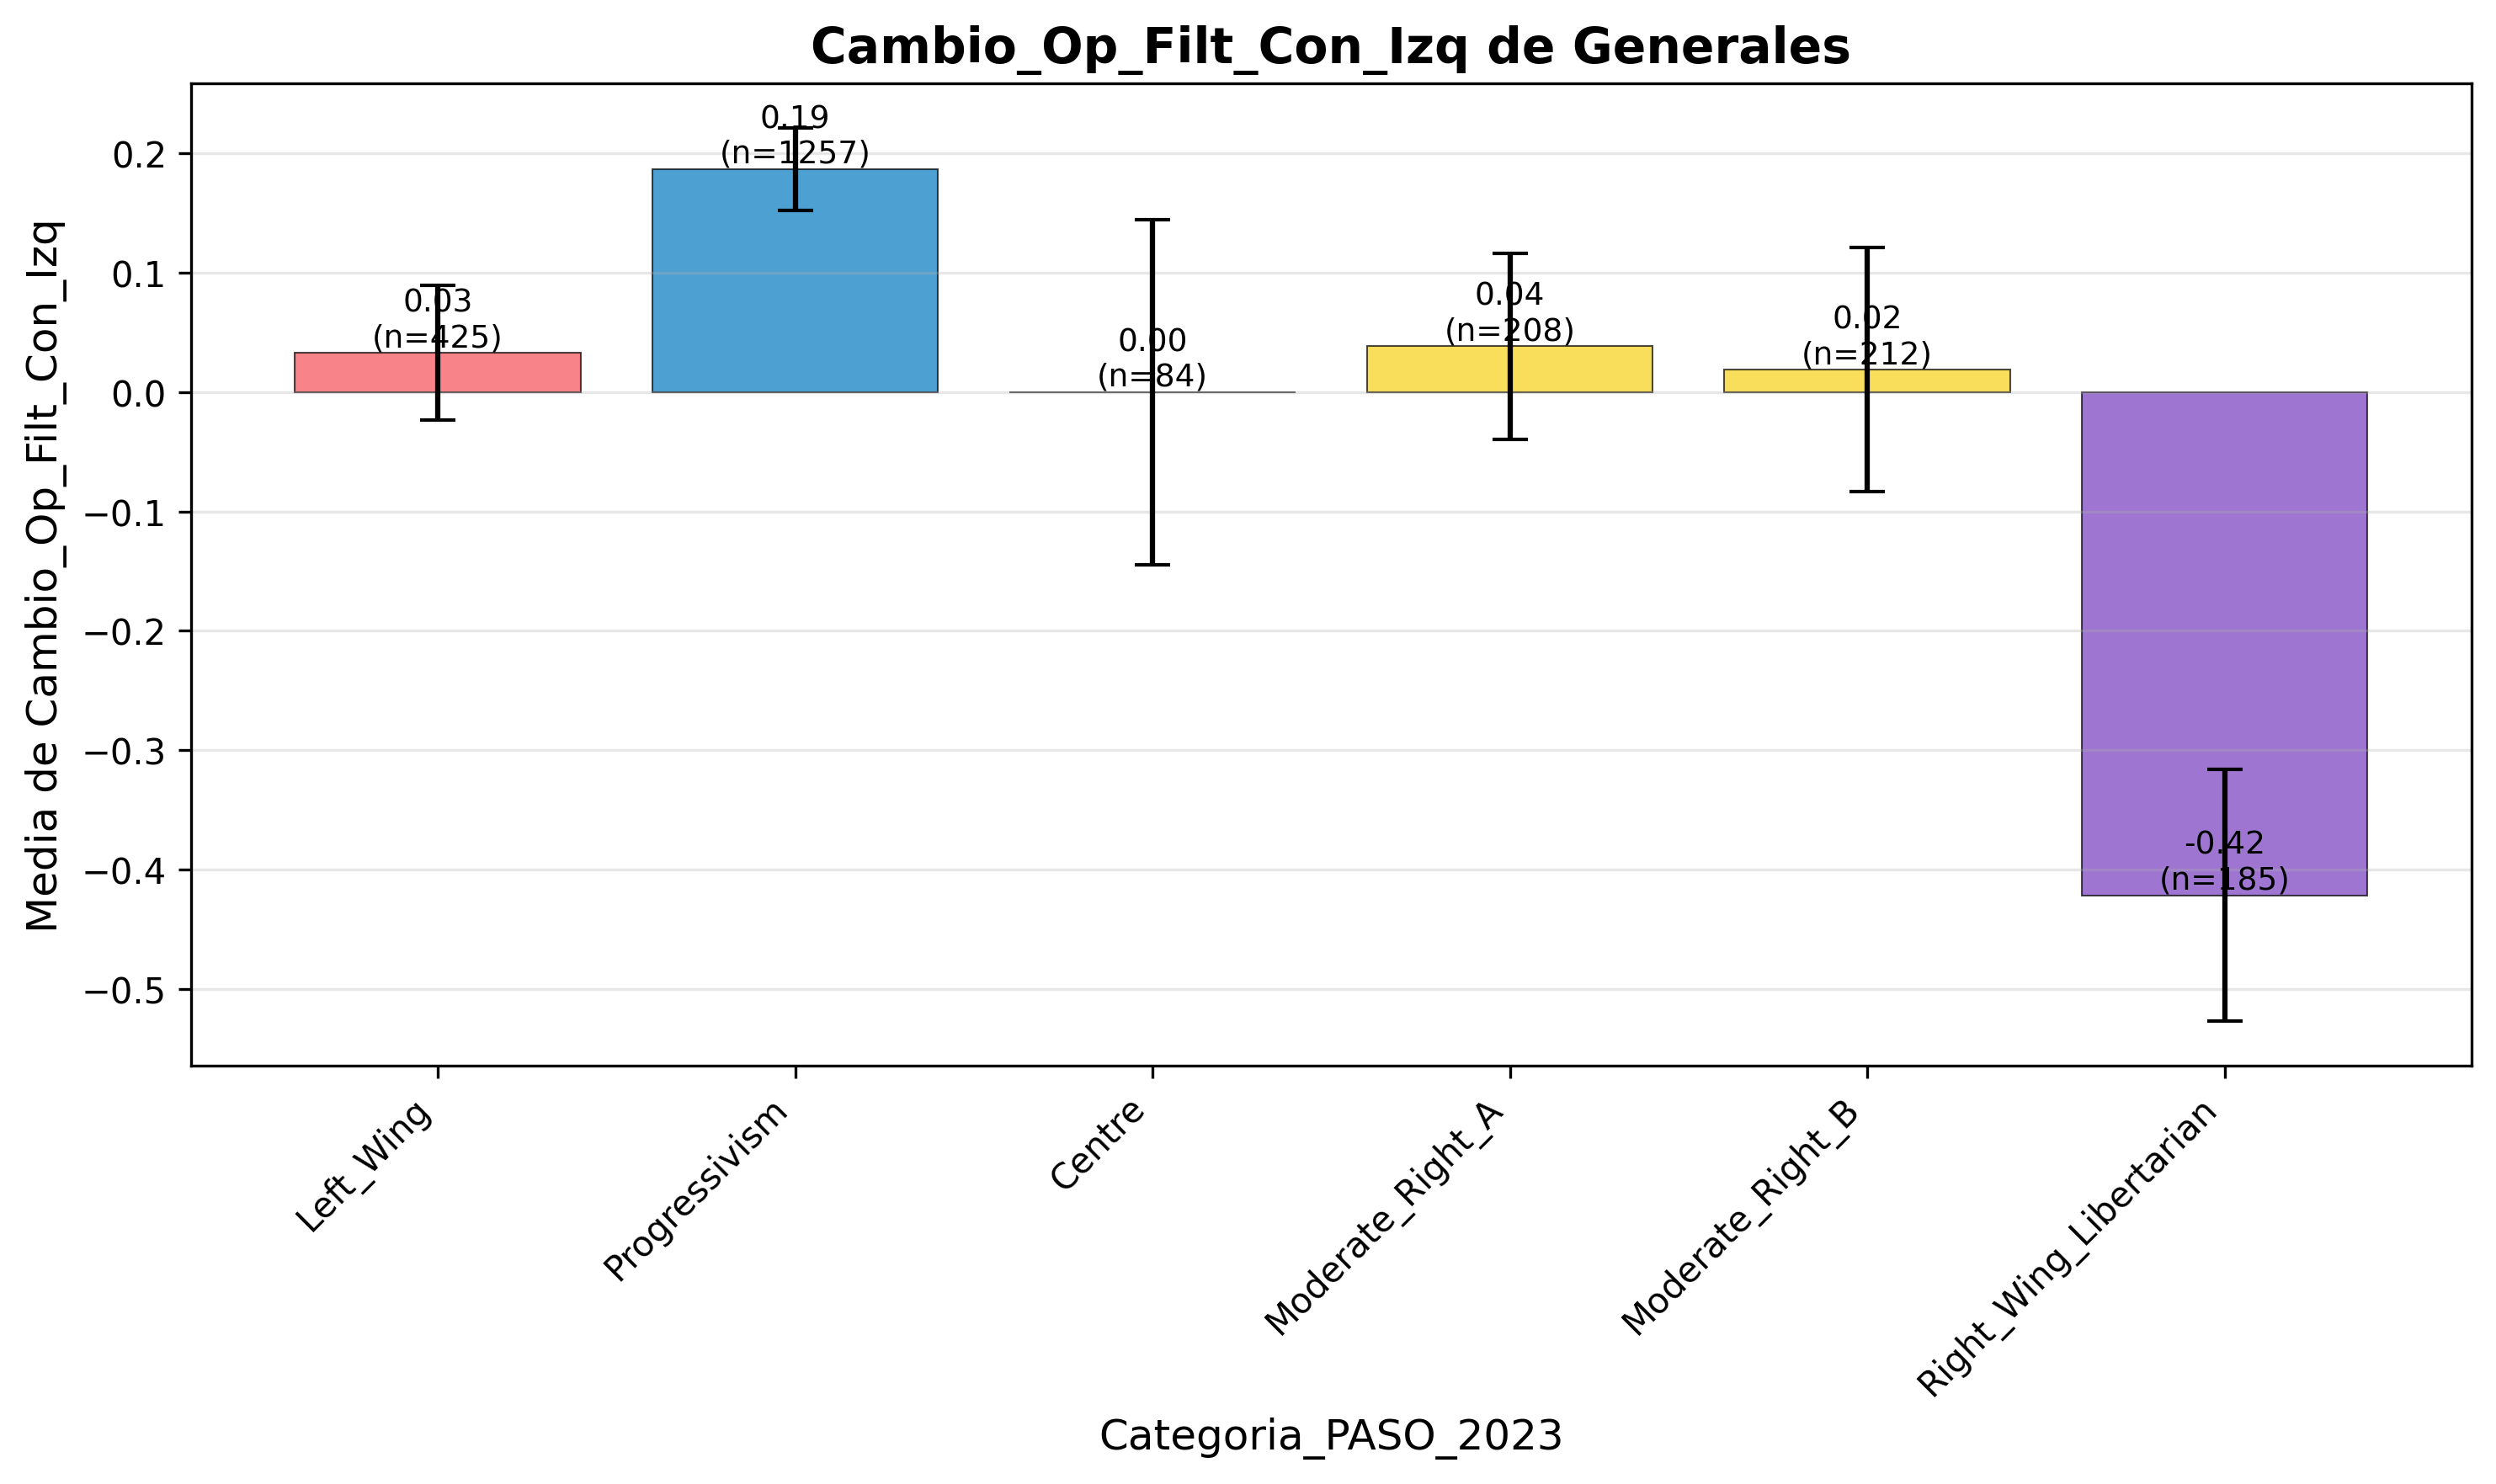 Cambio_Op_Filt_Con_Izq de Generales
Media de Cambio_Op_Filt_Con_Izq
0.2
0.1
0.0
−0.1
−0.2
−0.3
−0.4
−0.5
0.03
(n=425)
0.19
(n=1257)
0.00
(n=84)
0.04
(n=208)
0.02
(n=212)
-0.42
(n=185)
Left_Wing
Progressivism
Centre
Moderate_Right_A
Moderate_Right_B
Right_Wing_Libertarian
Categoria_PASO_2023